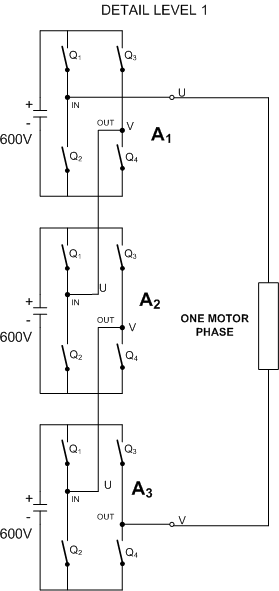 DETAIL LEVEL 1
Q1 Q3
U
+
IN
OUT V A1
600V
-
Q2 Q4
Q1 Q3
U
+
IN A2
OUT V
600V
-
ONE MOTOR
PHASE
Q2 Q4
Q1 Q3
U A3
+
IN
OUT V
600V
-
Q2 Q4